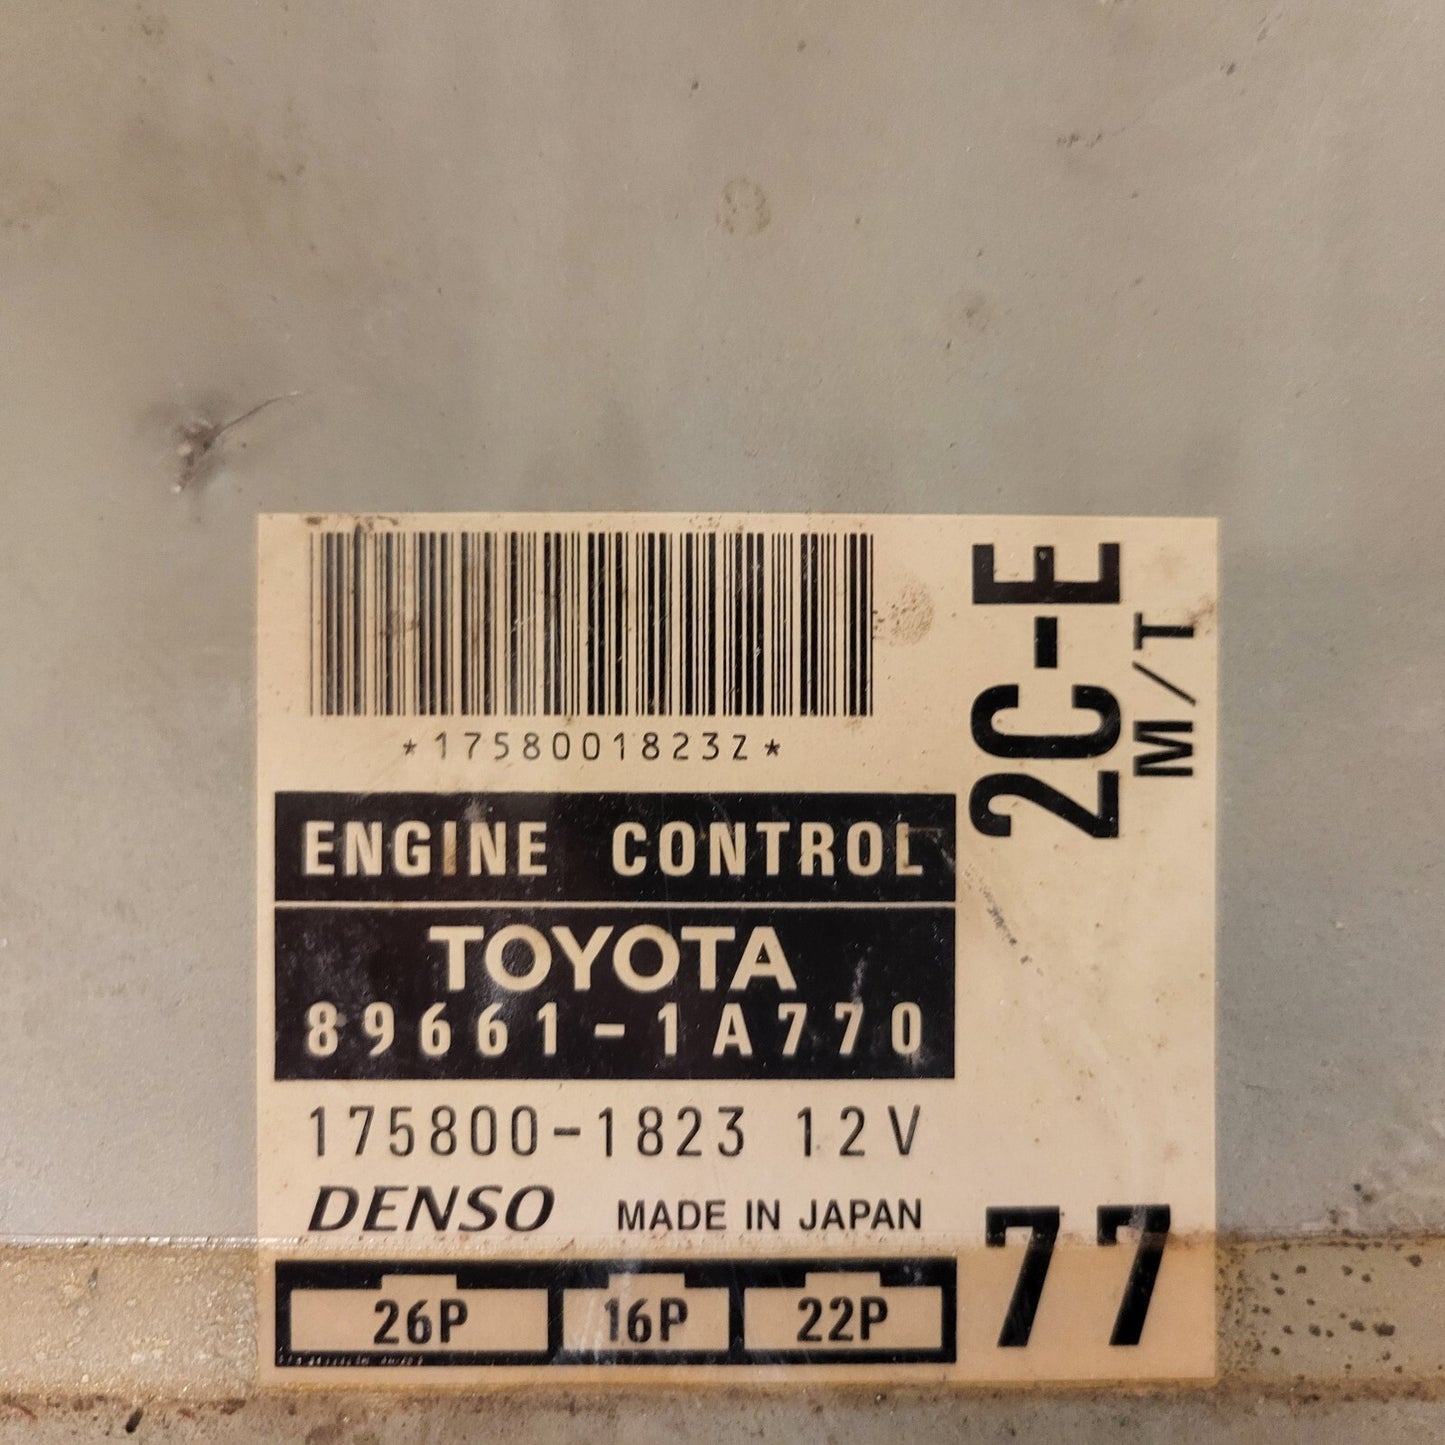 *1758001823Z*
ENGINE CONTROL
TOYOTA
89661-1A770
175800-1823 12V
DENSO MADE IN JAPAN
26P 16P 22P
2C-E
M/T
77